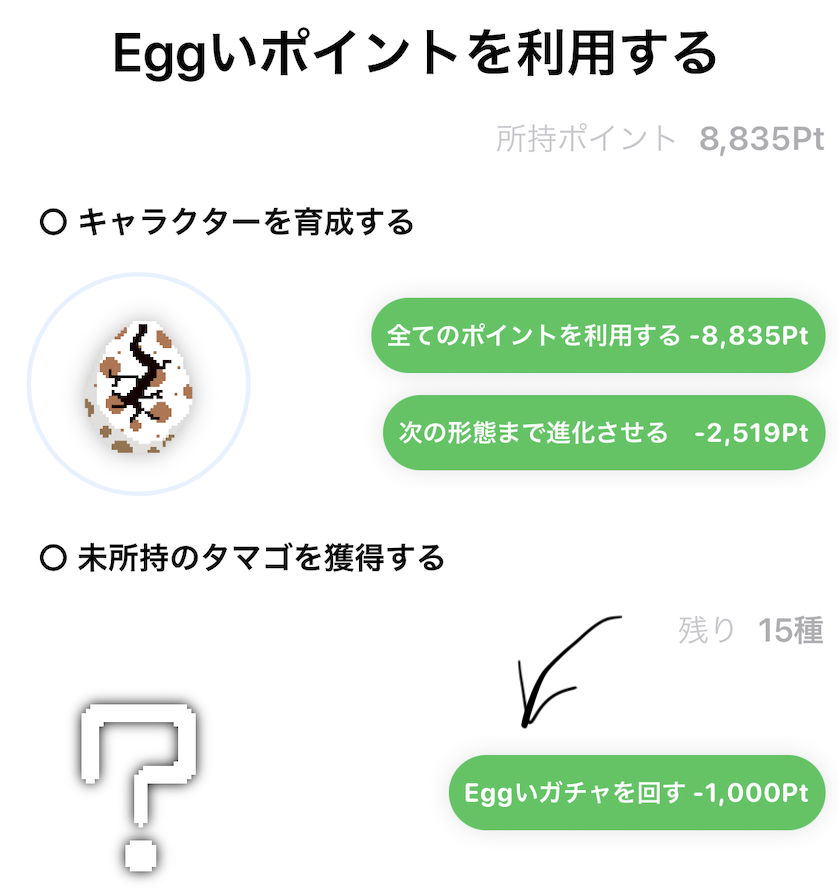 Eggいポイントを利用する
所持ポイント 8,835Pt
○ キャラクターを育成する
全てのポイントを利用する -8,835Pt
次の形態まで進化させる -2,519Pt
○ 未所持のタマゴを獲得する
残り 15種
?
Eggいガチャを回す -1,000Pt